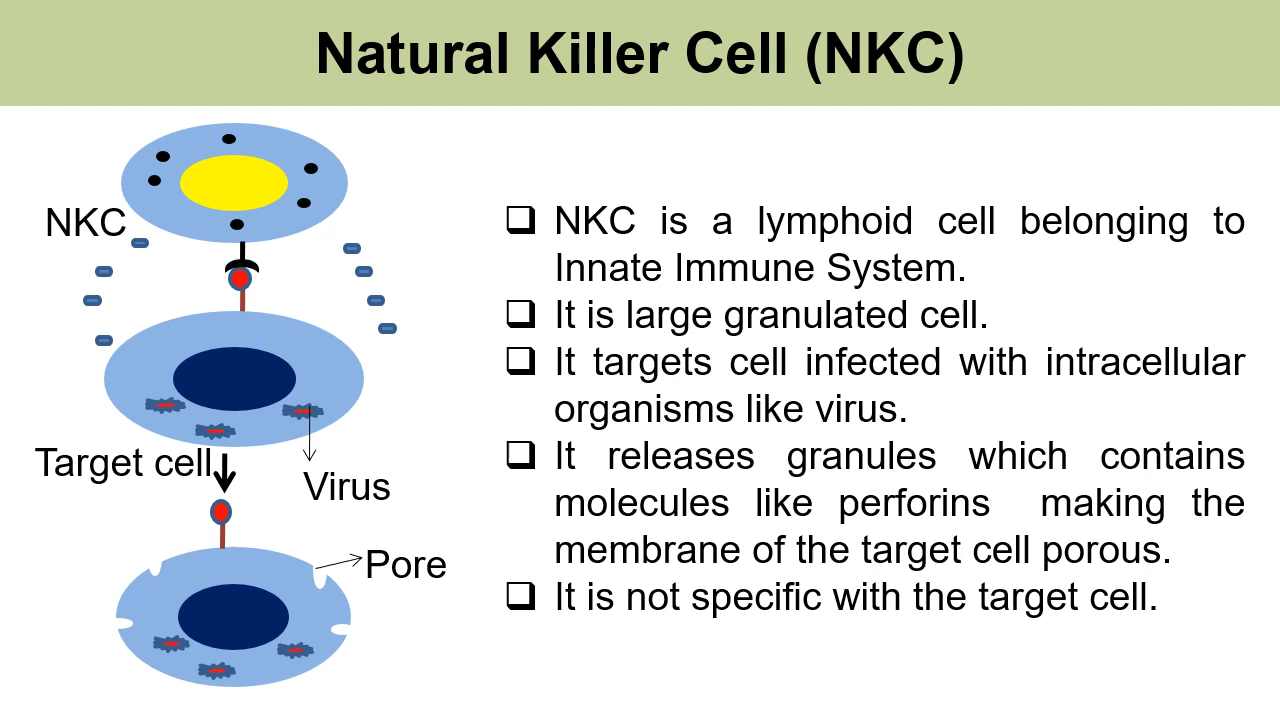 Natural Killer Cell (NKC)
NKC
Target cell
Virus
Pore
❑ NKC is a lymphoid cell belonging to
Innate Immune System.
❑ It is large granulated cell.
❑ It targets cell infected with intracellular
organisms like virus.
❑ It releases granules which contains
molecules like perforins making the
membrane of the target cell porous.
❑ It is not specific with the target cell.